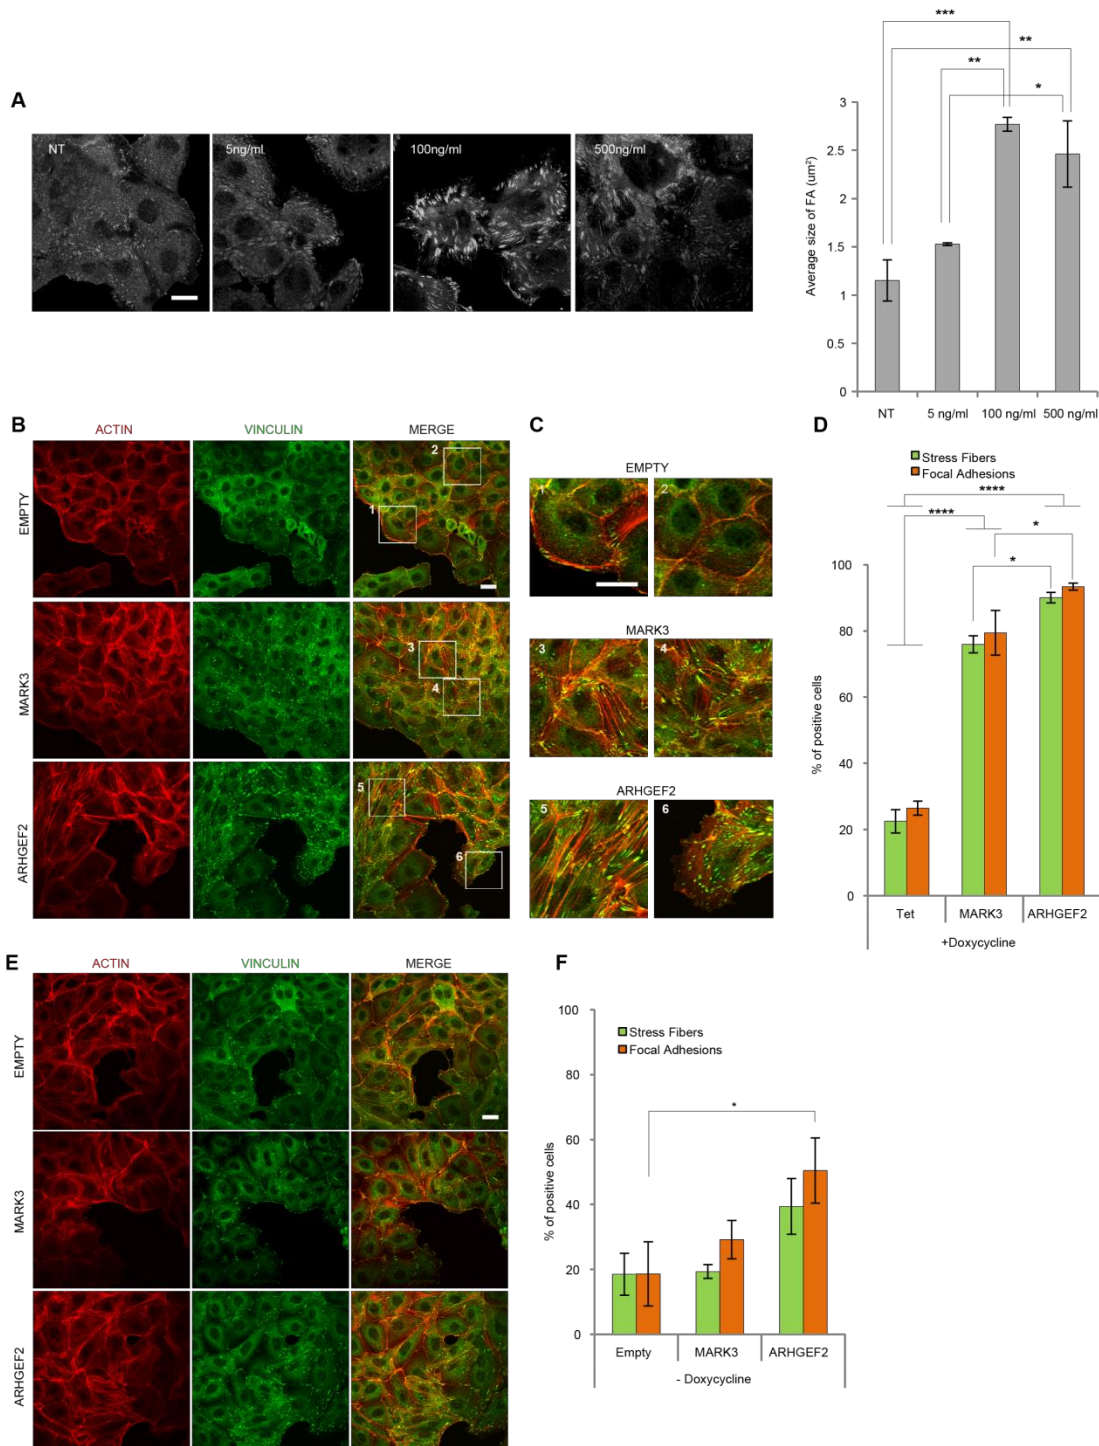 A
NT
5ng/ml
100ng/ml
500ng/ml
***
**
**
*
3
2.5
2
1.5
1
0.5
0
Average size of FA (um²)
NT
5 ng/ml
100 ng/ml
500 ng/ml
B
ACTIN
VINCULIN
MERGE
EMPTY
MARK3
ARHGEF2
1
2
3
4
5
6
C
EMPTY
1
2
MARK3
3
4
ARHGEF2
5
6
D
Stress Fibers
Focal Adhesions
****
****
*
*
100
80
60
40
20
0
% of positive cells
Tet
MARK3
ARHGEF2
+Doxycycline
E
ACTIN
VINCULIN
MERGE
EMPTY
MARK3
ARHGEF2
F
100
80
60
40
20
0
% of positive cells
Stress Fibers
Focal Adhesions
*
Empty
MARK3
ARHGEF2
- Doxycycline